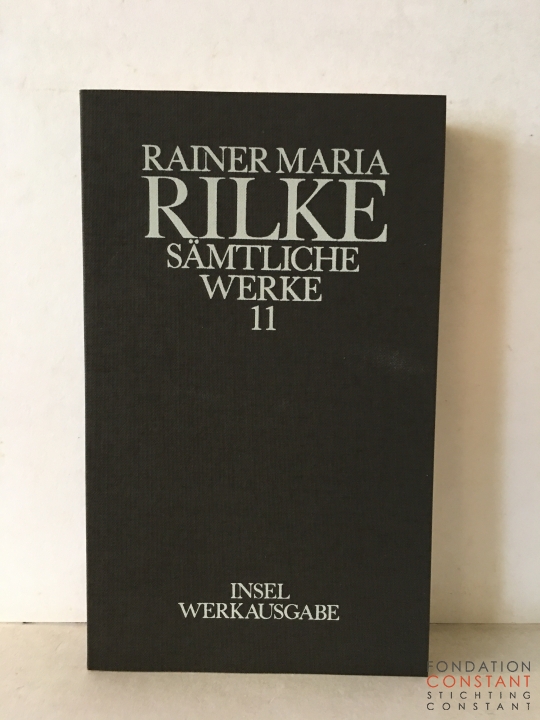 RAINER MARIA
RILKE
SÄMTLICHE
WERKE
11
INSEL
WERKAUSGABE
FONDATION
CONSTANT
STICHTING
CONSTANT